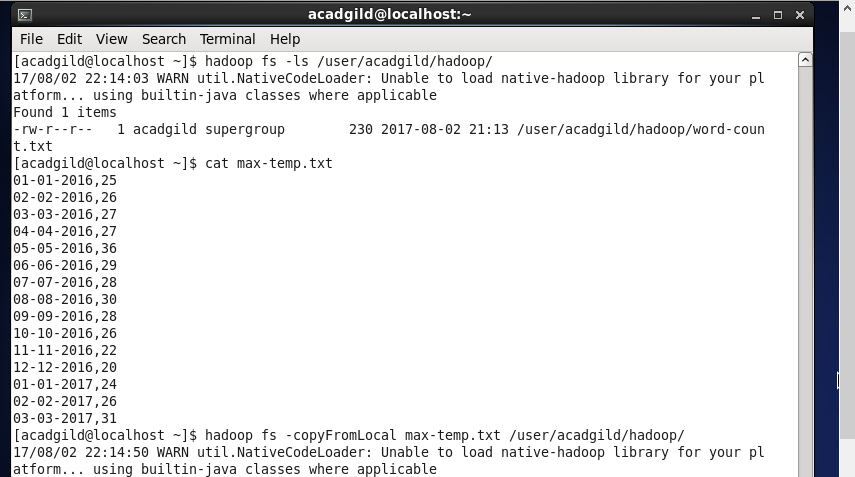 acadgild@localhost:~
File Edit View Search Terminal Help
[acadgild@localhost ~]$ hadoop fs -ls /user/acadgild/hadoop/
17/08/02 22:14:03 WARN util.NativeCodeLoader: Unable to load native-hadoop library for your pl
atform... using builtin-java classes where applicable
Found 1 items
-rw-r--r--   1 acadgild supergroup        230 2017-08-02 21:13 /user/acadgild/hadoop/word-coun
t.txt
[acadgild@localhost ~]$ cat max-temp.txt
01-01-2016,25
02-02-2016,26
03-03-2016,27
04-04-2016,27
05-05-2016,36
06-06-2016,29
07-07-2016,28
08-08-2016,30
09-09-2016,28
10-10-2016,26
11-11-2016,22
12-12-2016,20
01-01-2017,24
02-02-2017,26
03-03-2017,31
[acadgild@localhost ~]$ hadoop fs -copyFromLocal max-temp.txt /user/acadgild/hadoop/
17/08/02 22:14:50 WARN util.NativeCodeLoader: Unable to load native-hadoop library for your pl
atform... using builtin-java classes where applicable